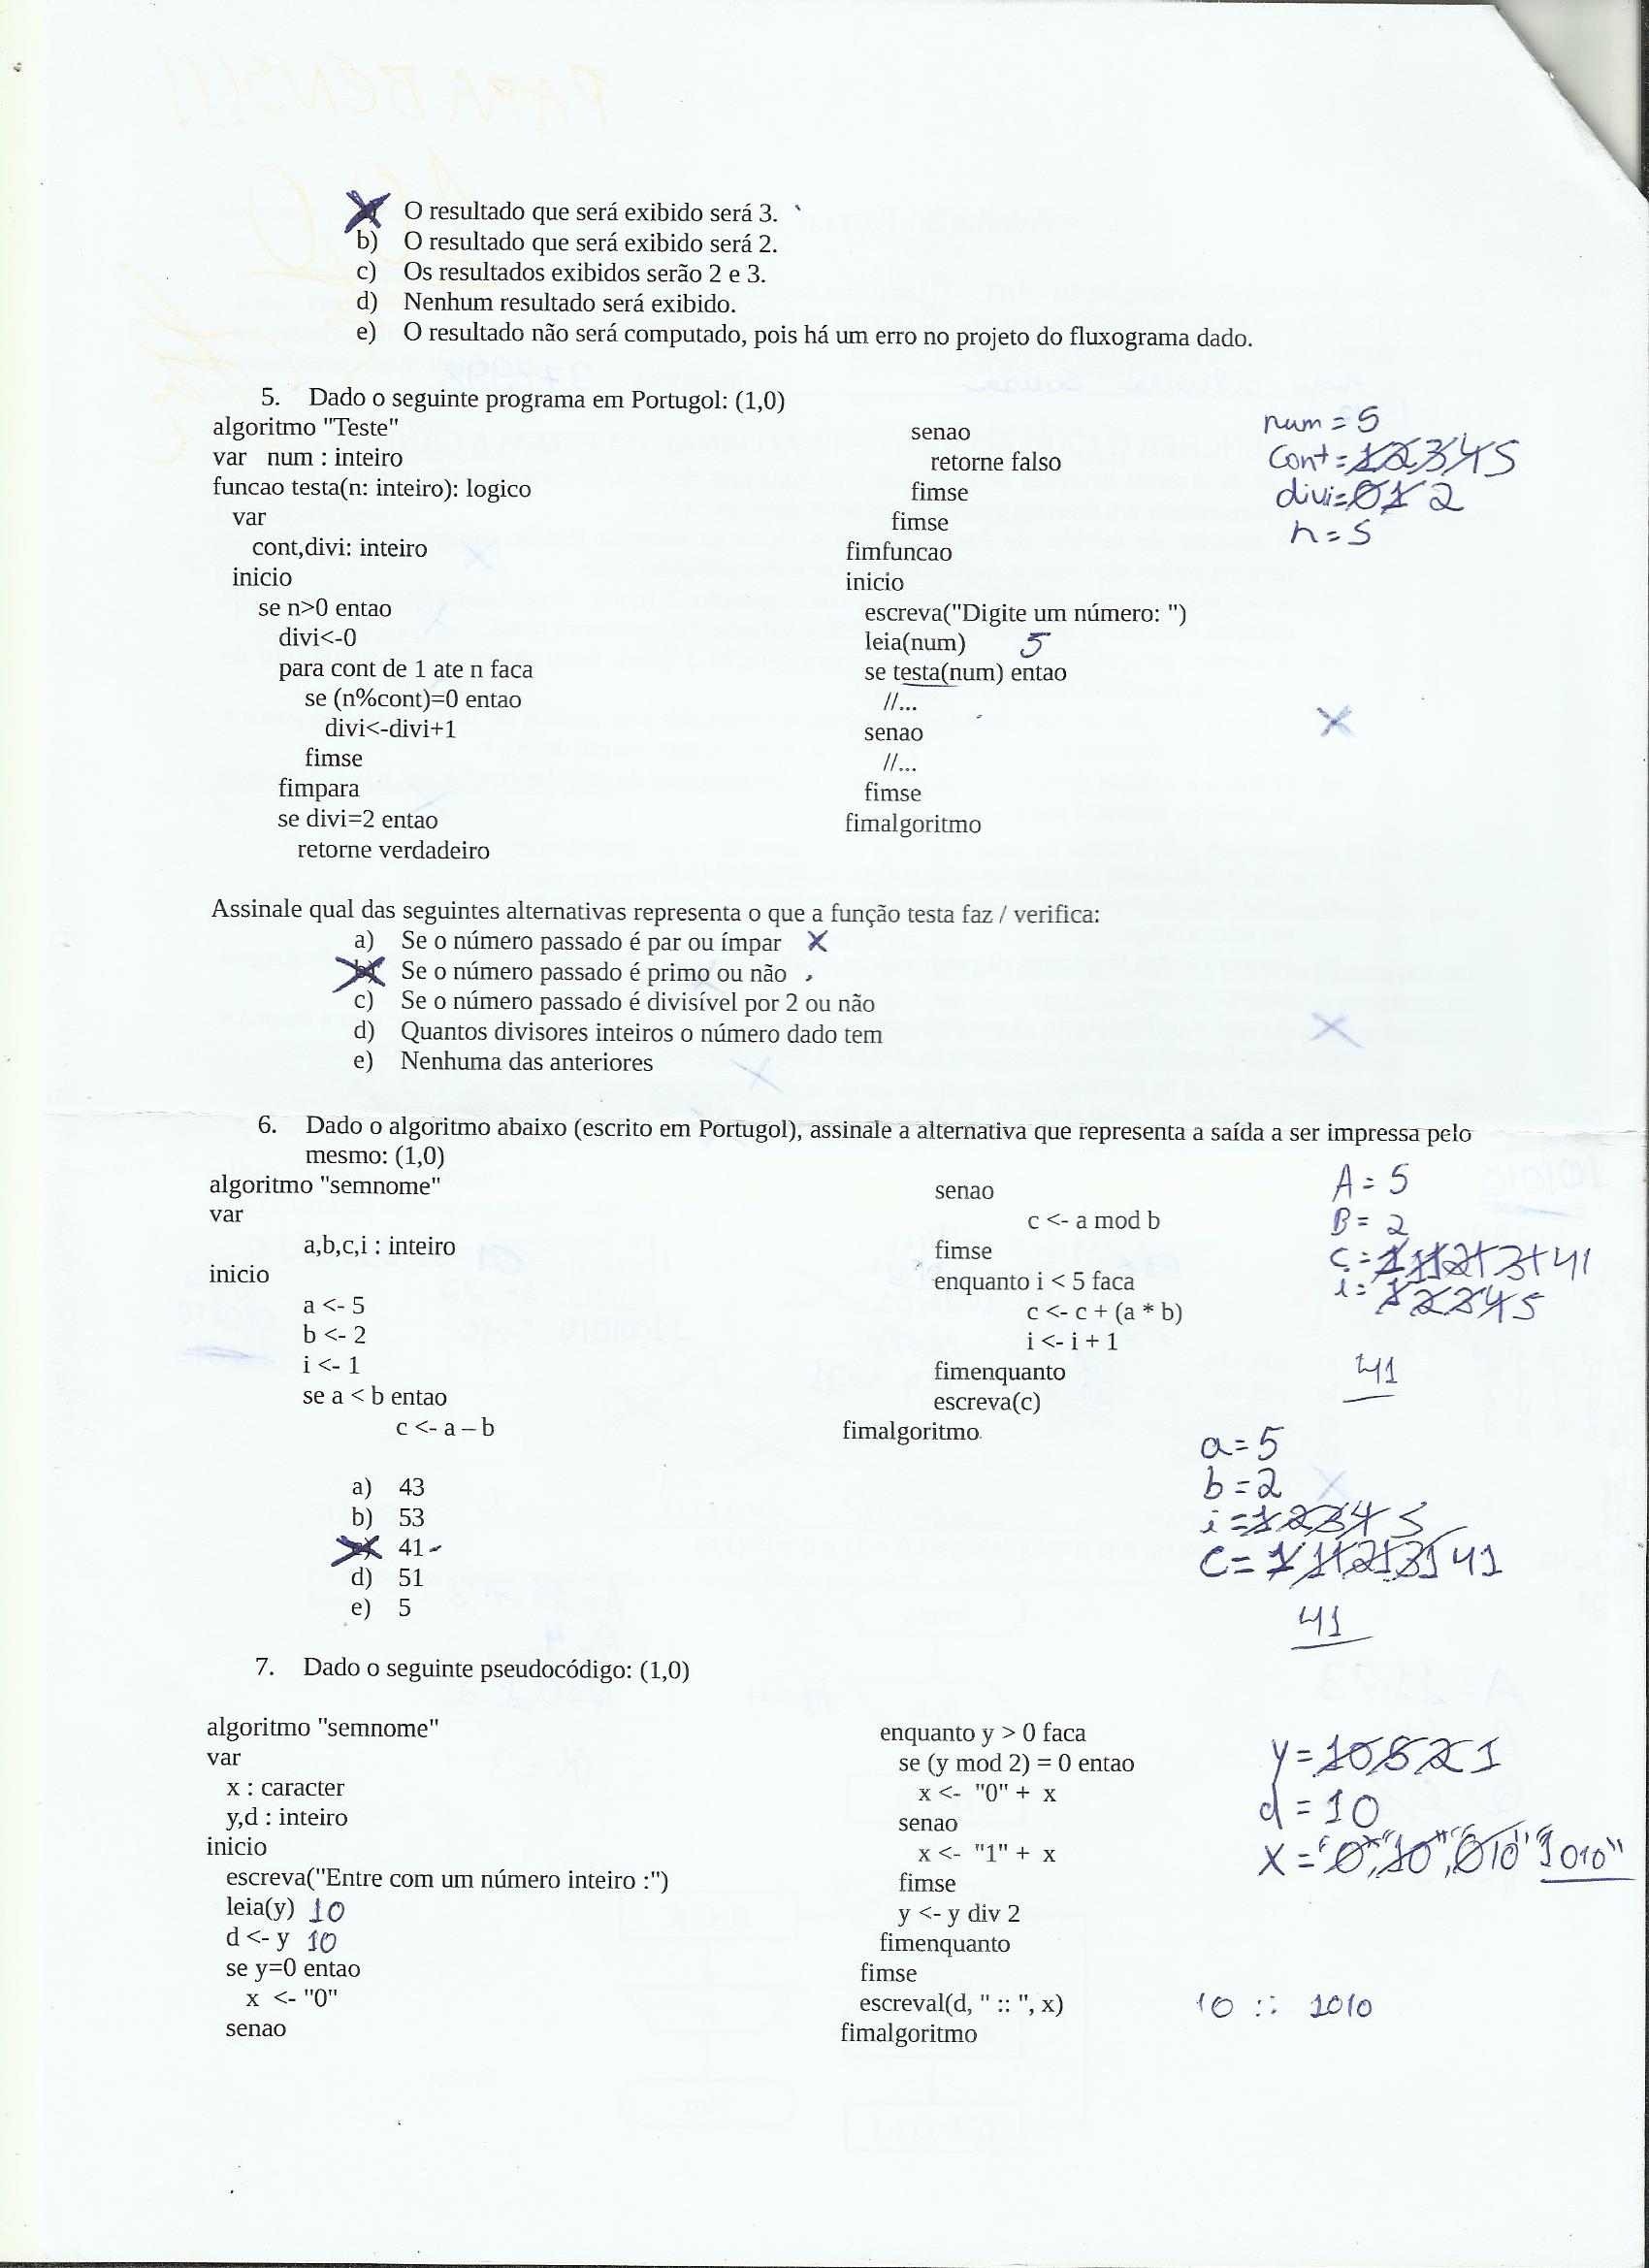 a) O resultado que será exibido será 3.
b) O resultado que será exibido será 2.
c) Os resultados exibidos serão 2 e 3.
d) Nenhum resultado será exibido.
e) O resultado não será computado, pois há um erro no projeto do fluxograma dado.
5. Dado o seguinte programa em Portugol: (1,0)
algoritmo "Teste"
var num : inteiro
funcao testa(n: inteiro): logico
var
cont,divi: inteiro
inicio
se n>0 entao
divi<-0
para cont de 1 ate n faca
se (n%cont)=0 entao
divi<-divi+1
fimse
fimpara
se divi=2 entao
retorne verdadeiro
senao
retorne falso
fimse
fimse
fimfuncao
inicio
escreva("Digite um número: ")
leia(num) 5
se testa(num) entao
//...
senao
//...
fimse
fimalgoritmo
num = 5
Cont = 12345
divi=012
n=5
Assinale qual das seguintes alternativas representa o que a função testa faz / verifica:
a) Se o número passado é par ou ímpar X
b) Se o número passado é primo ou não
c) Se o número passado é divisível por 2 ou não
d) Quantos divisores inteiros o número dado tem
e) Nenhuma das anteriores
6. Dado o algoritmo abaixo (escrito em Portugol), assinale a alternativa que representa a saída a ser impressa pelo
mesmo: (1,0)
algoritmo "semnome"
var
a,b,c,i : inteiro
inicio
a <- 5
b <- 2
i <- 1
se a < b entao
c <- a – b
senao
c <- a mod b
fimse
enquanto i < 5 faca
c <- c + (a * b)
i <- i + 1
fimenquanto
escreva(c)
fimalgoritmo
A = 5
B = 2
c = 1 11 21 31 41
i = 1 2 3 4 5
41
a) 43
b) 53
c) 41
d) 51
e) 5
a=5
b=2
i=1 2 3 4 5
C=1 11 21 31 41
41
7. Dado o seguinte pseudocódigo: (1,0)
algoritmo "semnome"
var
x : caracter
y,d : inteiro
inicio
escreva("Entre com um número inteiro :")
leia(y) 10
d <- y 10
se y=0 entao
x <- "0"
senao
enquanto y > 0 faca
se (y mod 2) = 0 entao
x <- "0" + x
senao
x <- "1" + x
fimse
y <- y div 2
fimenquanto
fimse
escreval(d, " :: ", x)
fimalgoritmo
y = 10 5 2 1
d = 10
X = "0", "10", "010" "1010"
10 :: 1010